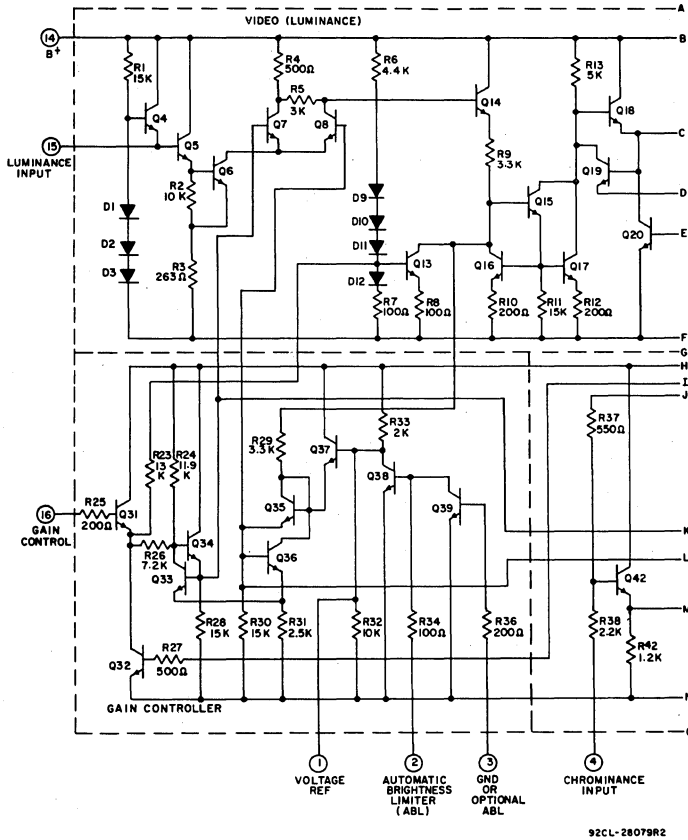 VIDEO (LUMINANCE)
A
14
B+
B
R1
15K
R4
500Ω
R5
3K
R6
4.4K
R13
5K
Q4
Q7
Q8
Q14
Q18
15
LUMINANCE
INPUT
Q5
C
R2
10 K
Q6
R9
3.3K
Q19
D1
D9
Q15
D
D10
Q20
E
D2
D11
R3
263Ω
D3
D12
Q13
Q16
Q17
R7
100Ω
R8
100Ω
R10
200Ω
R11
15K
R12
200Ω
F
G
H
I
J
R23
13
K
R24
11.9
K
R29
3.3K
Q37
R33
2K
R37
550Ω
R25
200Ω
Q31
16
GAIN
CONTROL
Q35
Q38
Q39
R26
7.2K
Q34
Q33
Q36
K
L
Q42
M
R28
15K
R30
15K
R31
2.5K
R32
10K
R34
100Ω
R36
200Ω
R38
2.2K
R42
1.2K
Q32
R27
500Ω
GAIN CONTROLLER
1
VOLTAGE
REF
2
AUTOMATIC
BRIGHTNESS
LIMITER
(ABL)
3
GND
OR
OPTIONAL
ABL
4
CHROMINANCE
INPUT
92CL-28079R2